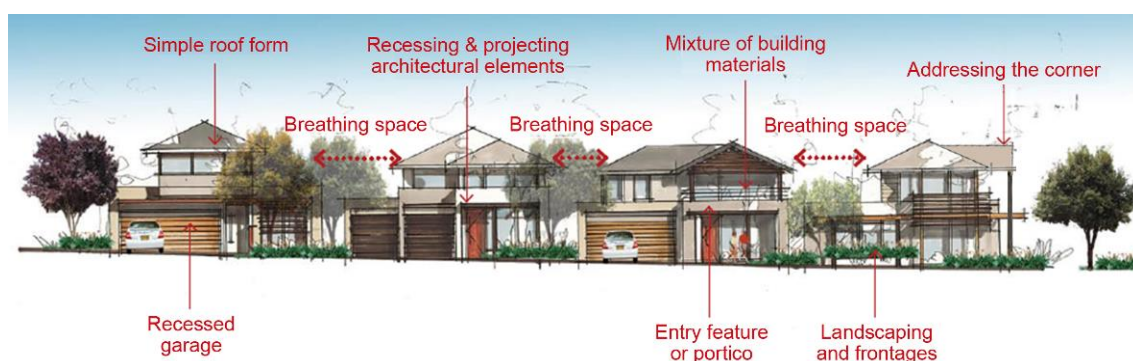 Simple roof form
Recessing & projecting
architectural elements
Mixture of building
materials
Addressing the corner
Breathing space
Breathing space
Breathing space
Recessed
garage
Entry feature
or portico
Landscaping
and frontages